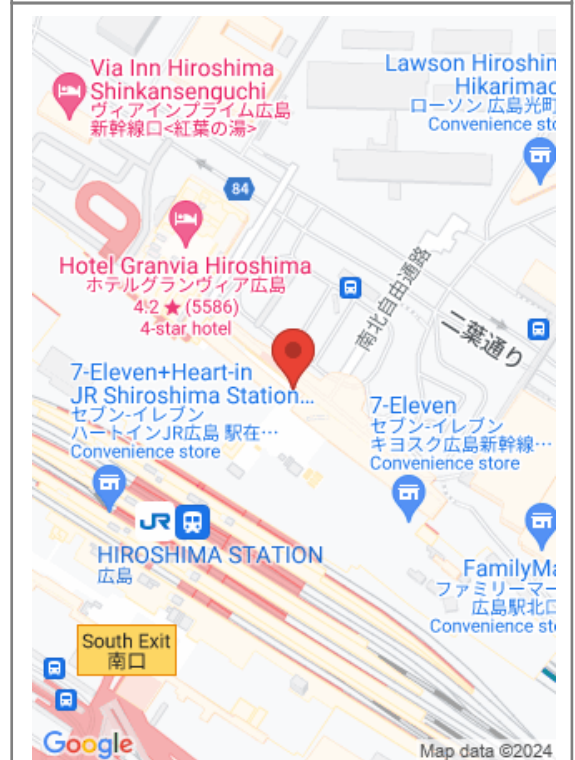 Via Inn Hiroshima
Shinkansenguchi
ヴィアインプライム広島
新幹線口<紅葉の湯>
Lawson Hiroshin
Hikarimac
ローソン 広島光町
Convenience sto
84
Hotel Granvia Hiroshima
ホテルグランヴィア広島
4.2 ★ (5586)
4-star hotel
南北自由通路
二葉通り
7-Eleven+Heart-in
JR Shiroshima Station...
セブン-イレブン
ハートインJR広島 駅在…
Convenience store
7-Eleven
セブン-イレブン
キヨスク広島新幹線…
Convenience store
JR
HIROSHIMA STATION
広島
FamilyMa
ファミリーマー
広島駅北口
Convenience sto
South Exit
南口
Google
Map data ©2024